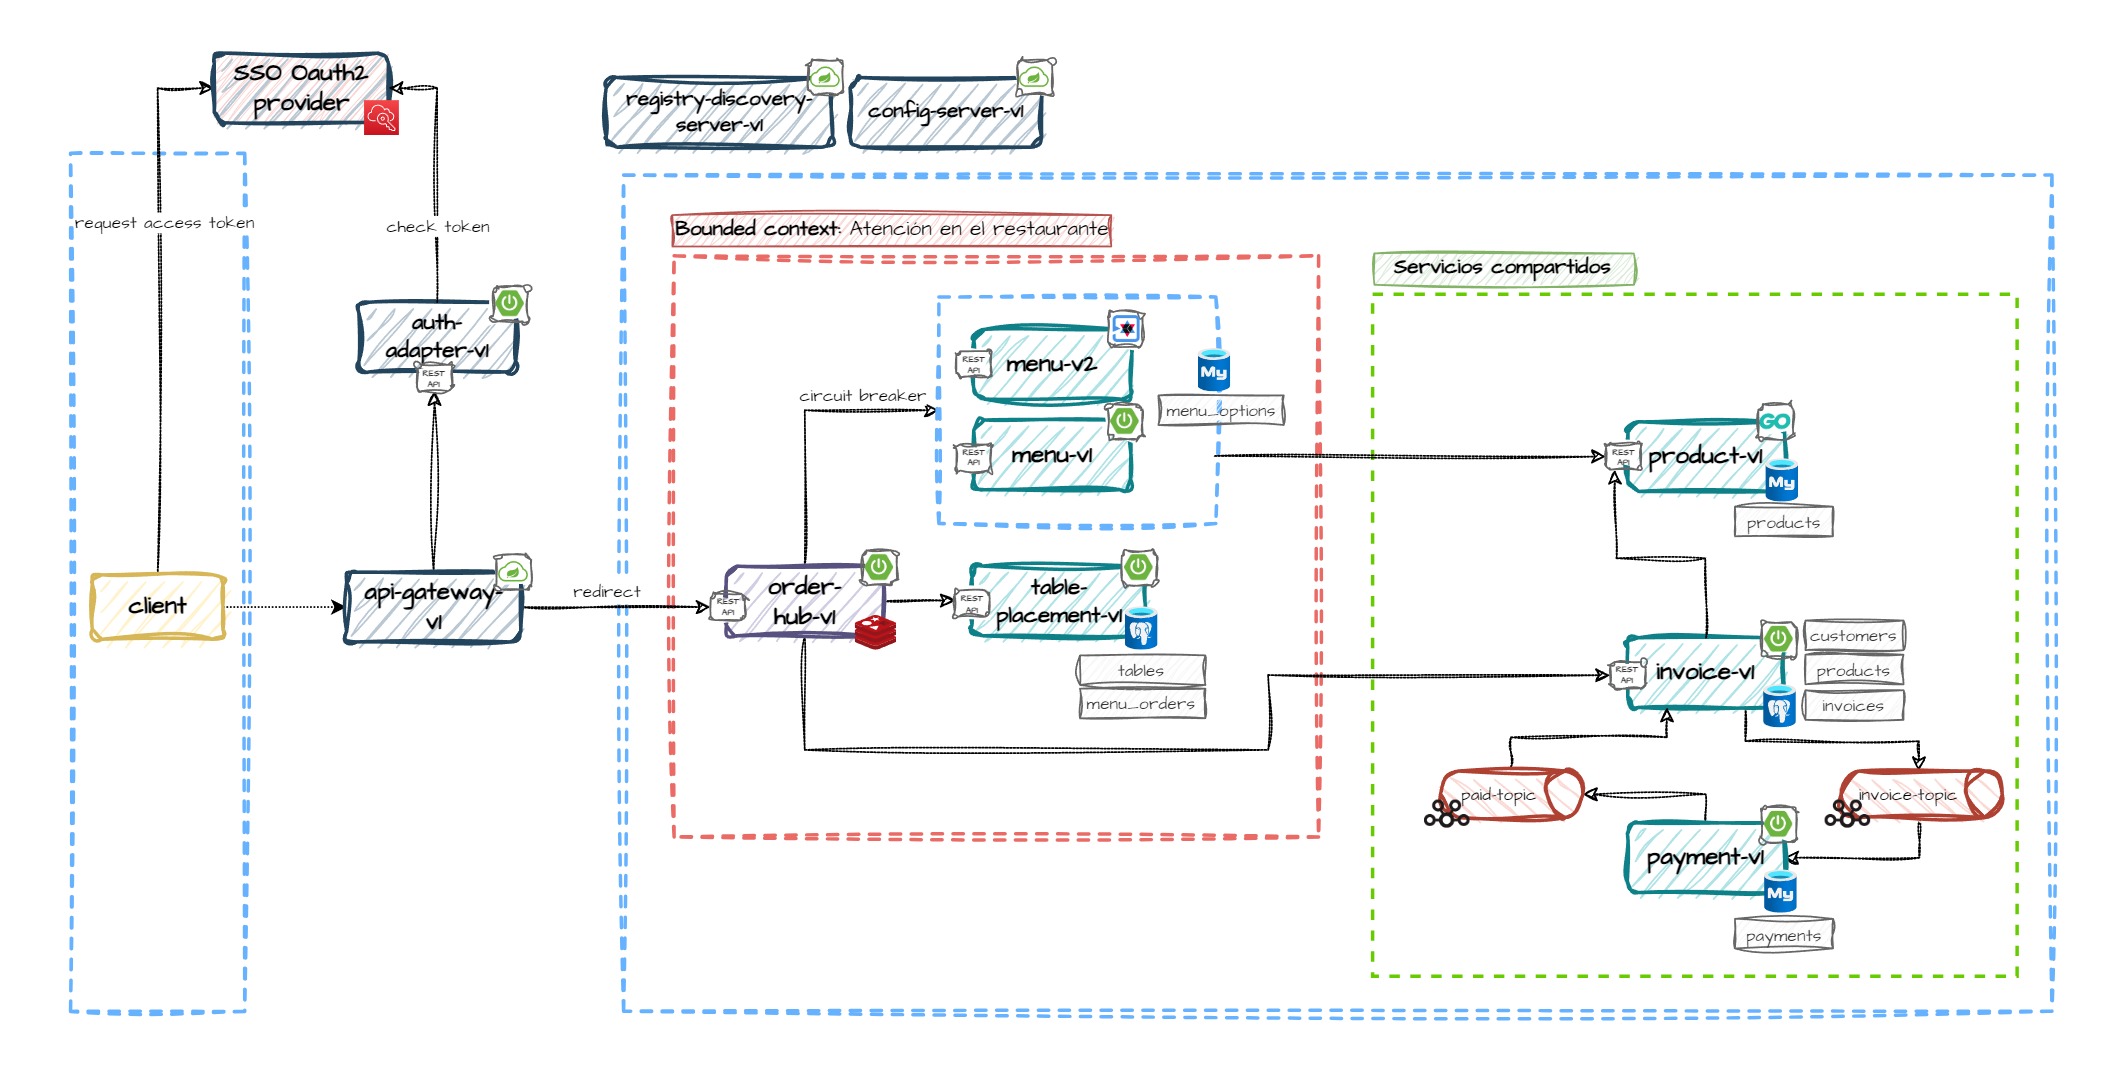 SSO Oauth2
provider
registry-discovery-
server-v1
config-server-v1
request access token
check token
Bounded context: Atención en el restaurante
Servicios compartidos
auth-
adapter-v1
REST
API
menu-v2
REST
API
My
menu_options
circuit breaker
menu-v1
REST
API
GO
product-v1
REST
API
My
products
client
api-gateway-
v1
redirect
order-
hub-v1
REST
API
table-
placement-v1
REST
API
tables
menu_orders
invoice-v1
REST
API
customers
products
invoices
paid-topic
invoice-topic
payment-v1
My
payments